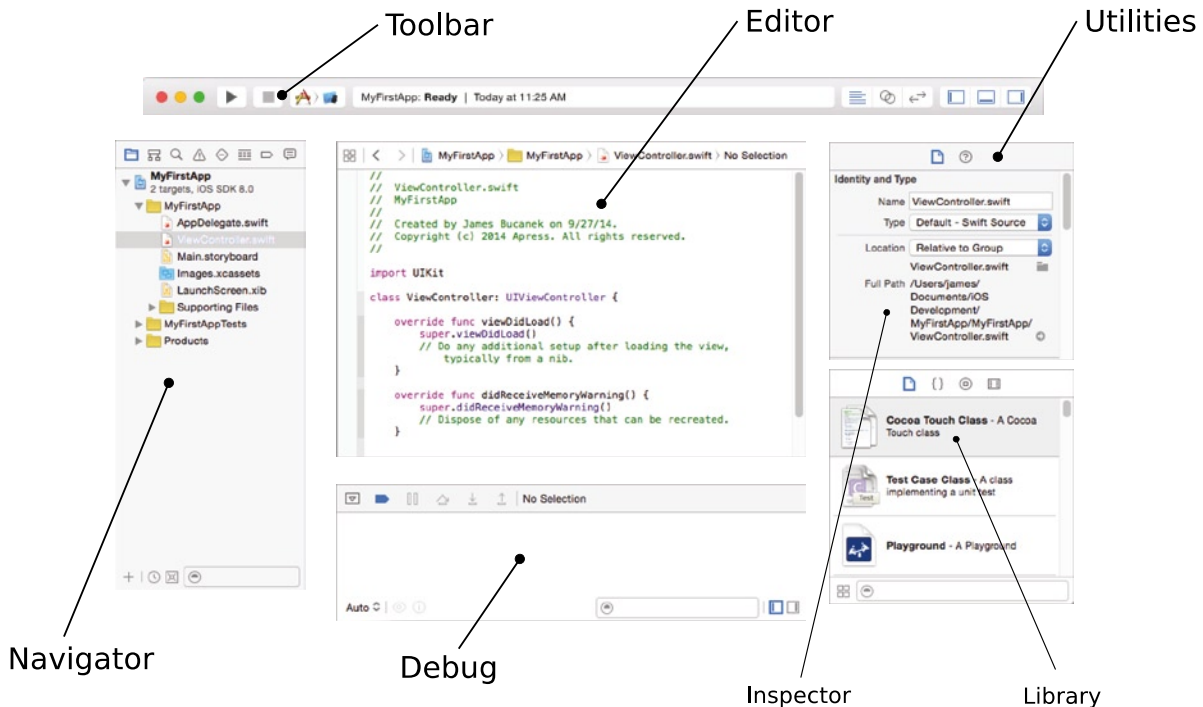 Toolbar
Editor
Utilities
MyFirstApp: Ready | Today at 11:25 AM
MyFirstApp
2 targets, iOS SDK 8.0
MyFirstApp
AppDelegate.swift
ViewController.swift
Main.storyboard
Images.xcassets
LaunchScreen.xib
Supporting Files
MyFirstAppTests
Products
MyFirstApp
MyFirstApp
ViewController.swift
No Selection
//
// ViewController.swift
// MyFirstApp
//
// Created by James Bucanek on 9/27/14.
// Copyright (c) 2014 Apress. All rights reserved.
//
import UIKit
class ViewController: UIViewController {
override func viewDidLoad() {
super.viewDidLoad()
// Do any additional setup after loading the view,
typically from a nib.
}
override func didReceiveMemoryWarning() {
super.didReceiveMemoryWarning()
// Dispose of any resources that can be recreated.
}
No Selection
Auto
Identity and Type
Name ViewController.swift
Type Default - Swift Source
Location Relative to Group
ViewController.swift
Full Path /Users/james/
Documents/iOS
Development/
MyFirstApp/MyFirstApp/
ViewController.swift
{}
Cocoa Touch Class - A Cocoa
Touch class
Test
Test Case Class - A class
implementing a unit test
Playground - A Playground
Navigator
Debug
Inspector
Library